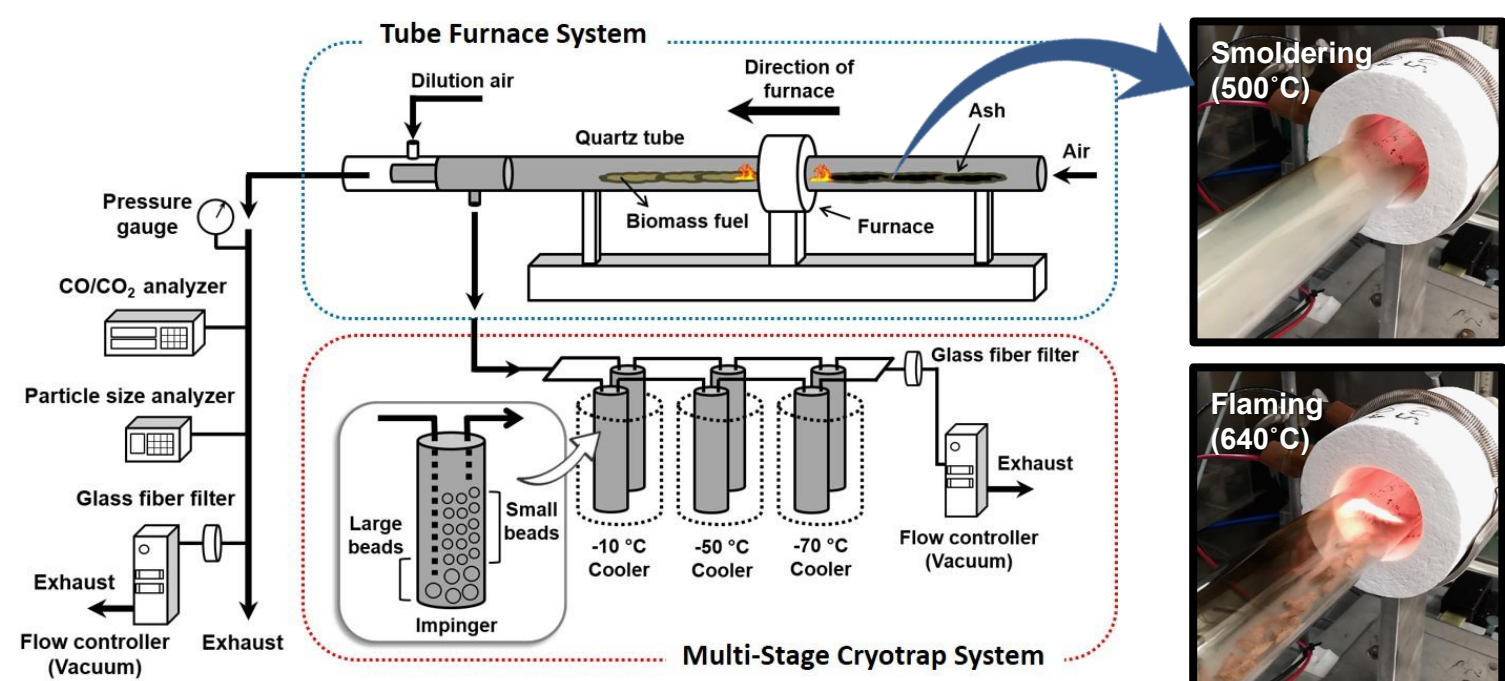 Tube Furnace System
Dilution air
Direction of
furnace
Ash
Quartz tube
Air
Biomass fuel
Furnace
Pressure
gauge
CO/CO₂ analyzer
Particle size analyzer
Glass fiber filter
Exhaust
Flow controller
(Vacuum)
Exhaust
Large
beads
Small
beads
Impinger
-10 °C
Cooler
-50 °C
Cooler
-70 °C
Cooler
Glass fiber filter
Exhaust
Flow controller
(Vacuum)
Multi-Stage Cryotrap System
Smoldering
(500˚C)
Flaming
(640˚C)